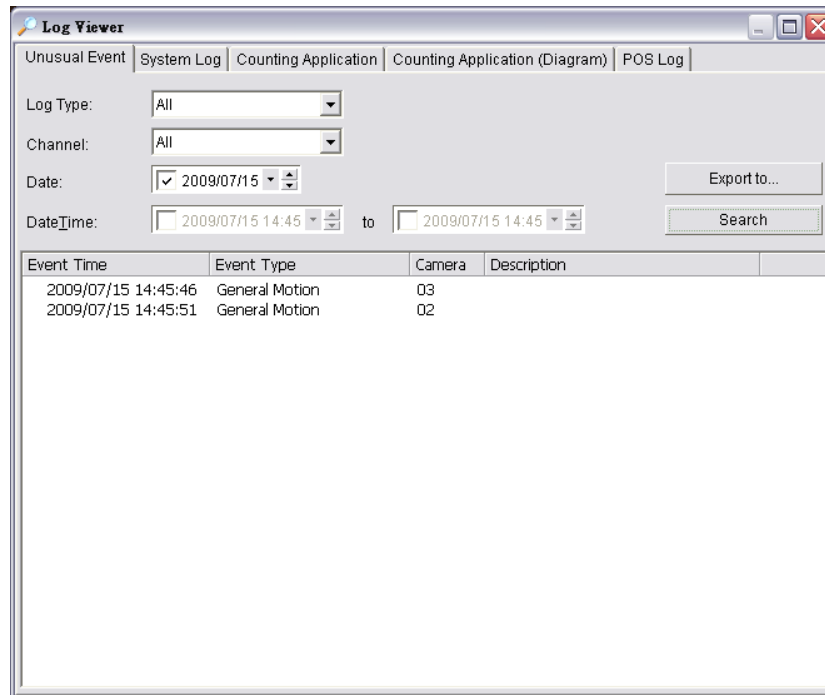 Log Viewer
Unusual Event System Log Counting Application Counting Application (Diagram) POS Log
Log Type: All
Channel: All
Date: 2009/07/15
Export to...
DateTime: 2009/07/15 14:45 to 2009/07/15 14:45
Search
Event Time Event Type Camera Description
2009/07/15 14:45:46 General Motion 03
2009/07/15 14:45:51 General Motion 02